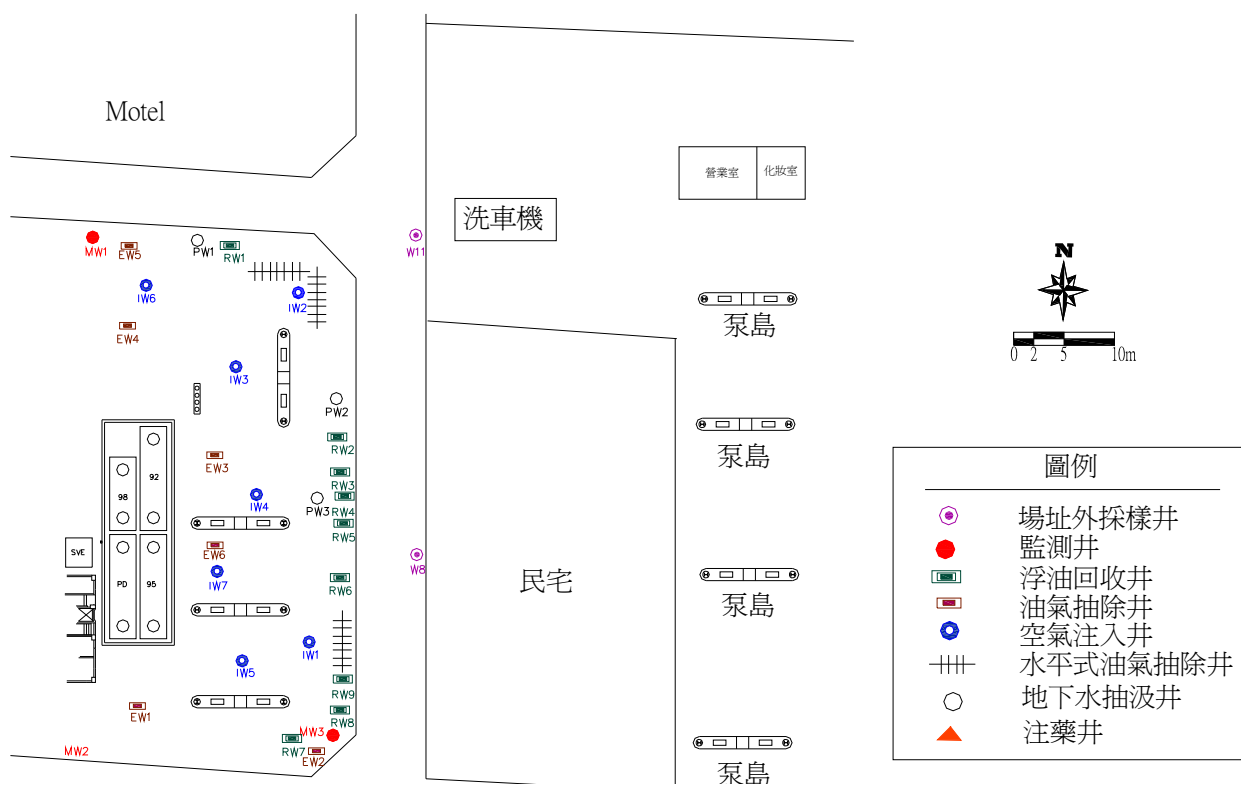 Motel
營業室
化妝室
洗車機
MW1
EW5
PW1
RW1
W11
N
IW6
IW2
EW4
泵島
0 2 5 10m
IW3
PW2
RW2
EW3
RW3
泵島
92
98
IW4
PW3
RW4
RW5
SVE
EW6
W8
IW7
PD
95
RW6
民宅
泵島
IW1
IW5
RW9
EW1
RW8
MW3
MW2
RW7
EW2
泵島
圖例
場址外採樣井
監測井
浮油回收井
油氣抽除井
空氣注入井
水平式油氣抽除井
地下水抽汲井
注藥井